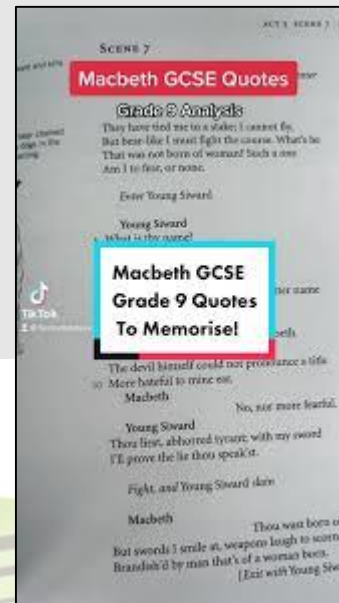 ACT 5 SCENE 7
SCENE 7
Macbeth GCSE Quotes
Grade 9 Analysis
They have tied me to a stake; I cannot fly,
But bear-like I must fight the course. What's he
That was not born of woman? Such a one
Am I to fear, or none.
Enter Young Siward
Young Siward
What is thy name?
Macbeth GCSE
Grade 9 Quotes
To Memorise!
TikTok
name
The devil himself could not pronounce a title
10 More hateful to mine ear.
Macbeth
No, nor more fearful.
Young Siward
Thou liest, abhorred tyrant; with my sword
I'll prove the lie thou speak'st.
Fight, and Young Siward slain
Macbeth
Thou wast born of
But swords I smile at, weapons laugh to scorn
Brandish'd by man that's of a woman born.
[Exit with Young Siw